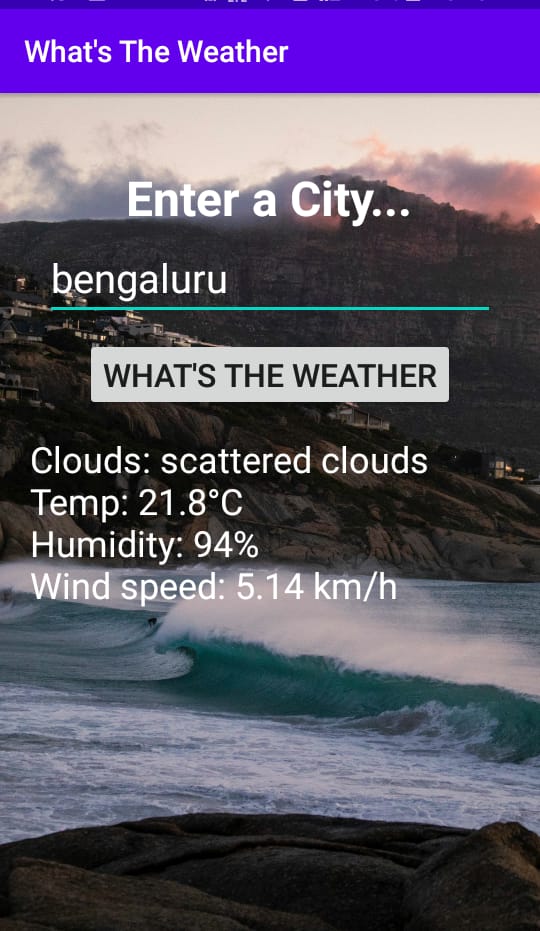 What's The Weather
Enter a City...
bengaluru
WHAT'S THE WEATHER
Clouds: scattered clouds
Temp: 21.8°C
Humidity: 94%
Wind speed: 5.14 km/h